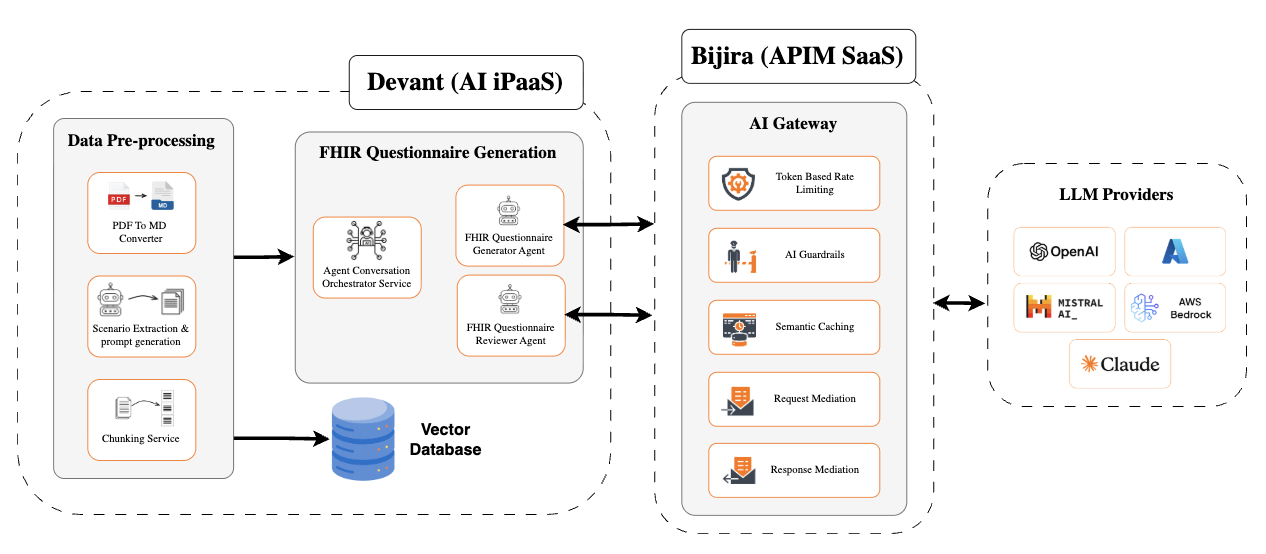 Devant (AI iPaaS)
Data Pre-processing
PDF
MD
PDF To MD
Converter
Scenario Extraction &
prompt generation
Chunking Service
FHIR Questionnaire Generation
Agent Conversation
Orchestrator Service
FHIR Questionnaire
Generator Agent
FHIR Questionnaire
Reviewer Agent
Vector
Database
Bijira (APIM SaaS)
AI Gateway
Token Based Rate
Limiting
AI Guardrails
Semantic Caching
Request Mediation
Response Mediation
LLM Providers
OpenAI
MISTRAL
AI_
AWS
Bedrock
Claude